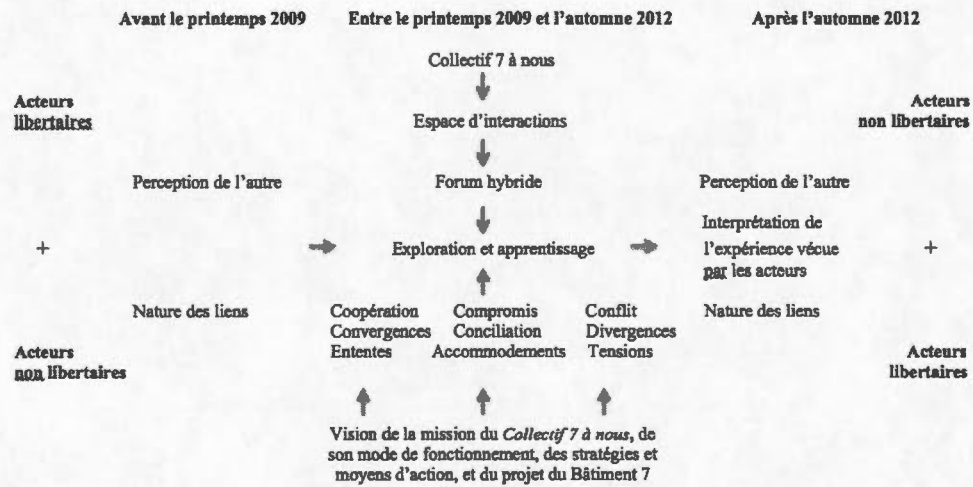 Avant le printemps 2009
Entre le printemps 2009 et l'automne 2012
Après l'automne 2012
Collectif 7 à nous
Acteurs
libertaires
Acteurs
non libertaires
Espace d'interactions
Perception de l'autre
Forum hybride
Perception de l'autre
+
Exploration et apprentissage
Interprétation de
l'expérience vécue
par les acteurs
+
Nature des liens
Coopération
Convergences
Ententes
Compromis
Conciliation
Accommodements
Conflit
Divergences
Tensions
Nature des liens
Acteurs
non libertaires
Acteurs
libertaires
Vision de la mission du Collectif 7 à nous, de
son mode de fonctionnement, des stratégies et
moyens d'action, et du projet du Bâtiment 7